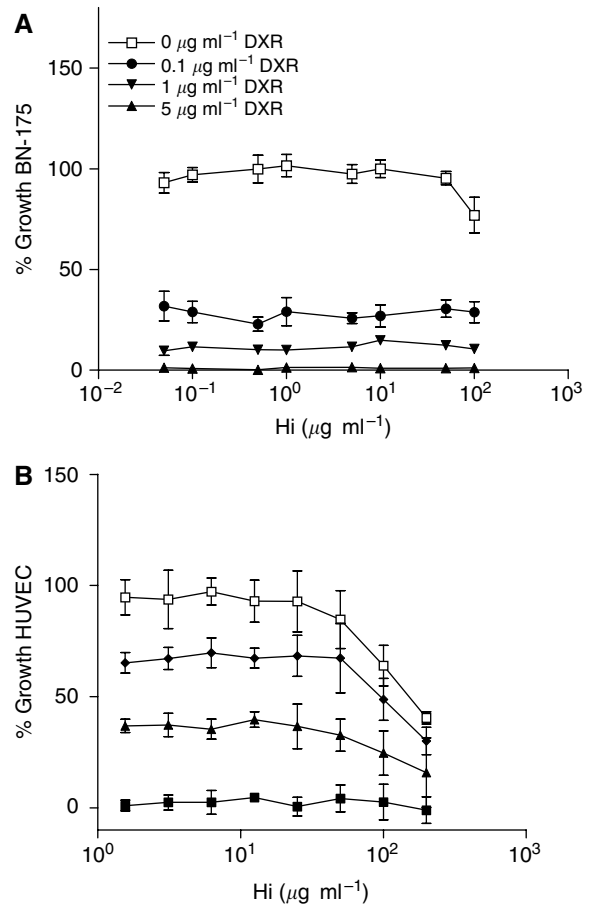 A
0 μg ml⁻¹ DXR
0.1 μg ml⁻¹ DXR
1 μg ml⁻¹ DXR
5 μg ml⁻¹ DXR
150
100
50
0
% Growth BN-175
10⁻² 10⁻¹ 10⁰ 10¹ 10² 10³
Hi (μg ml⁻¹)
B
150
100
50
0
% Growth HUVEC
10⁰ 10¹ 10² 10³
Hi (μg ml⁻¹)